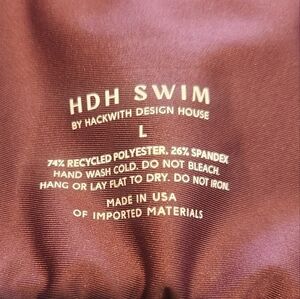 HDH SWIM
BY HACKWITH DESIGN HOUSE
L
74% RECYCLED POLYESTER, 26% SPANDEX
HAND WASH COLD. DO NOT BLEACH.
HANG OR LAY FLAT TO DRY. DO NOT IRON.
MADE IN USA
OF IMPORTED MATERIALS